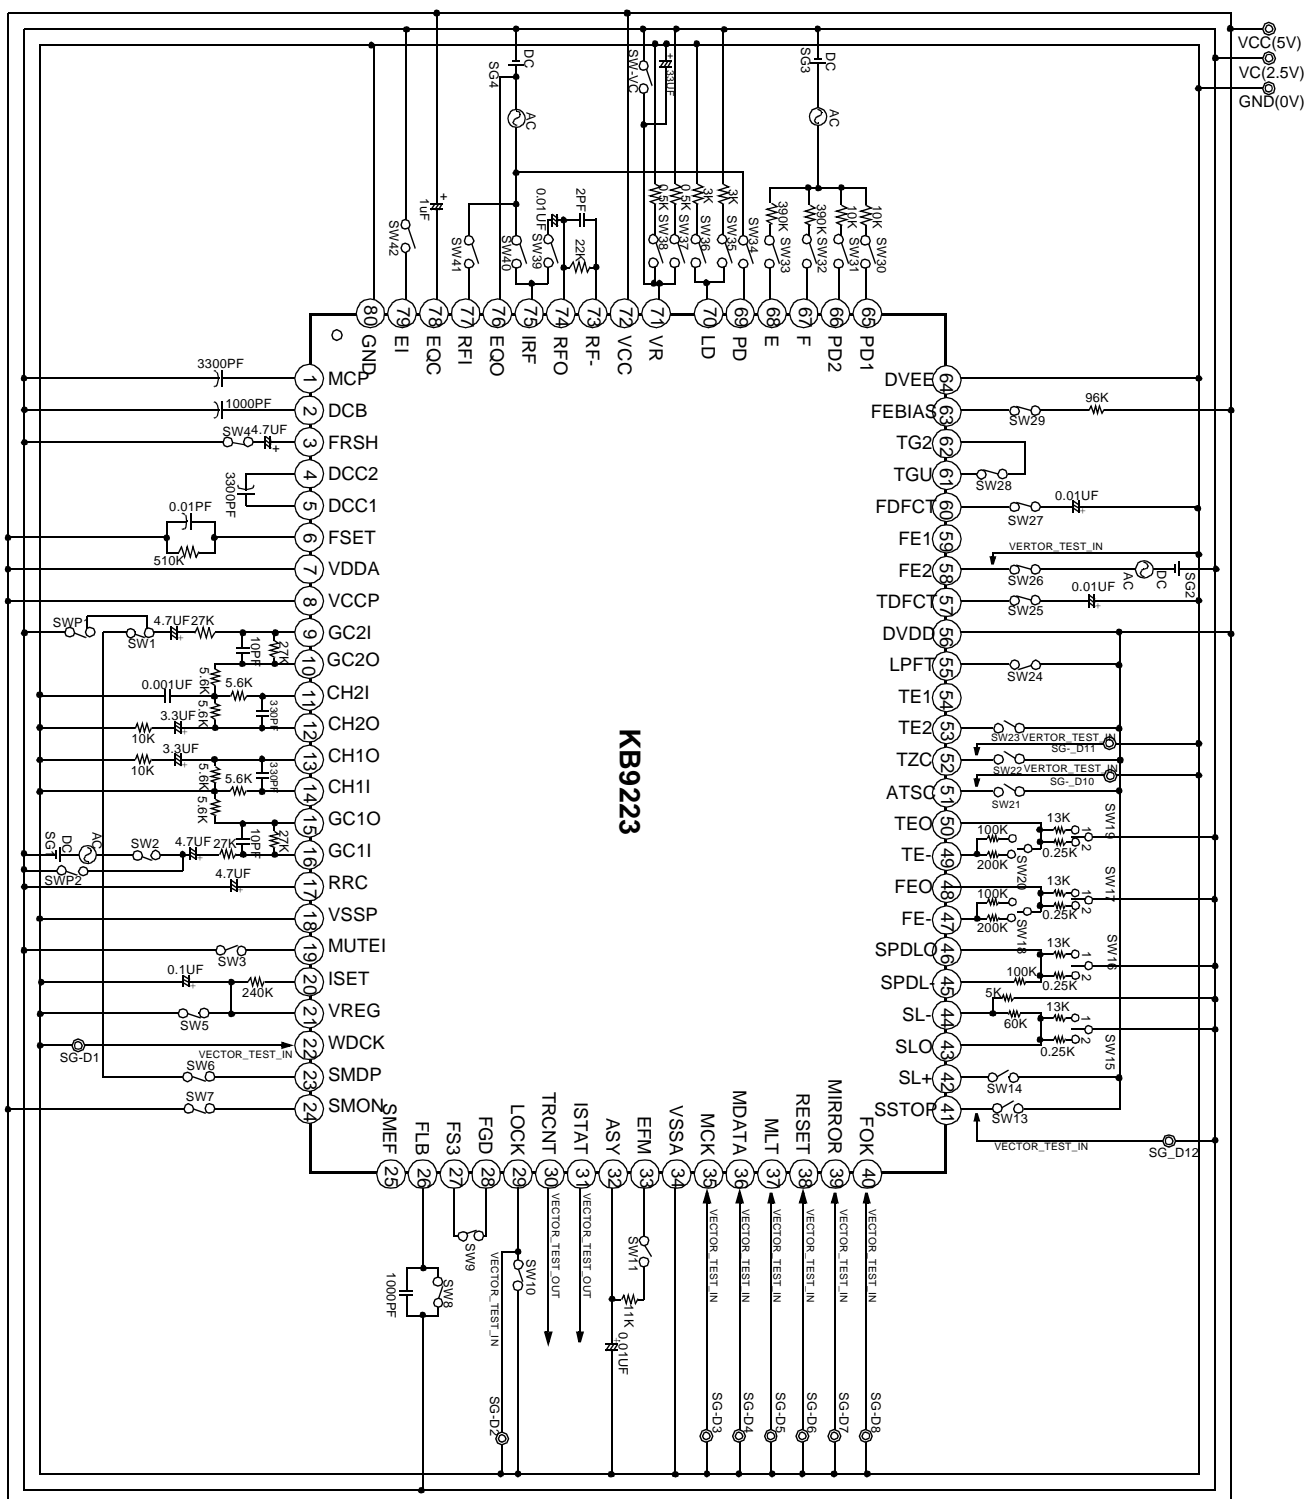 VCC(5V)
VC(2.5V)
GND(0V)
DC
SG4
AC
SW-VC
+
33UF
DC
SG3
AC
1uF
+
SW42
SW41
SW40
0.01UF
SW39
2PF
22K
0.5K
SW38
0.5K
SW37
3K
SW36
3K
SW35
SW34
390K
SW33
390K
SW32
10K
SW31
10K
SW30
80 GND
79 EI
78 EQC
77 RFI
76 EQO
75 IRF
74 RFO
73 RF-
72 VCC
71 VR
70 LD
69 PD
68 E
67 F
66 PD2
65 PD1
3300PF
1 MCP
1000PF
2 DCB
SW4
4.7UF
+
3 FRSH
4 DCC2
3300PF
5 DCC1
0.01PF
510K
6 FSET
7 VDDA
8 VCCP
SWP1
SW1
4.7UF
+
27K
9 GC2I
10PF
27K
10 GC2O
5.6K
0.001UF
5.6K
11 CH2I
5.6K
330PF
3.3UF
10K
+
12 CH2O
3.3UF
10K
+
13 CH1O
5.6K
5.6K
330PF
14 CH1I
5.6K
15 GC1O
10PF
27K
DC
AC
SW2
4.7UF
+
27K
16 GC1I
SWP2
4.7UF
+
17 RRC
18 VSSP
SW3
19 MUTEI
0.1UF
+
240K
20 ISET
SW5
21 VREG
SG-D1
VECTOR_TEST_IN
22 WDCK
SW6
23 SMDP
SW7
24 SMON
KB9223
DVEE 64
FEBIAS 63
SW29
96K
TG2 62
TGU 61
SW28
FDFCT 60
SW27
0.01UF
+
FE1 59
VERTOR_TEST_IN
FE2 58
SW26
AC
DC
SG2
TDFCT 57
SW25
0.01UF
+
DVDD 56
LPFT 55
SW24
TE1 54
TE2 53
SW23
VERTOR_TEST_IN
SG-_D11
TZC 52
SW22
VERTOR_TEST_IN
SG-_D10
ATSC 51
SW21
TEO 50
13K
1
SW19
100K
0.25K
2
TE- 49
200K
SW20
FEO 48
13K
1
SW17
100K
0.25K
2
FE- 47
200K
SW18
SPDLO 46
13K
1
SW16
100K
0.25K
2
SPDL- 45
5K
SL- 44
60K
13K
1
0.25K
2
SLO 43
SW15
SL+ 42
SW14
SSTOP 41
SW13
VECTOR_TEST_IN
SG_D12
SMEF 25
FLB 26
FS3 27
FGD 28
LOCK 29
TRCNT 30
ISTAT 31
ASY 32
EFM 33
VSSA 34
MCK 35
MDATA 36
MLT 37
RESET 38
MIRROR 39
FOK 40
1000PF
SW8
SW9
VECTOR_TEST_IN
SW10
VECTOR_TEST_OUT
VECTOR_TEST_OUT
SW11
11K
0.01UF
VECTOR_TEST_IN
VECTOR_TEST_IN
VECTOR_TEST_IN
VECTOR_TEST_IN
VECTOR_TEST_IN
VECTOR_TEST_IN
SG-D2
SG-D3
SG-D4
SG-D5
SG-D6
SG-D7
SG-D8